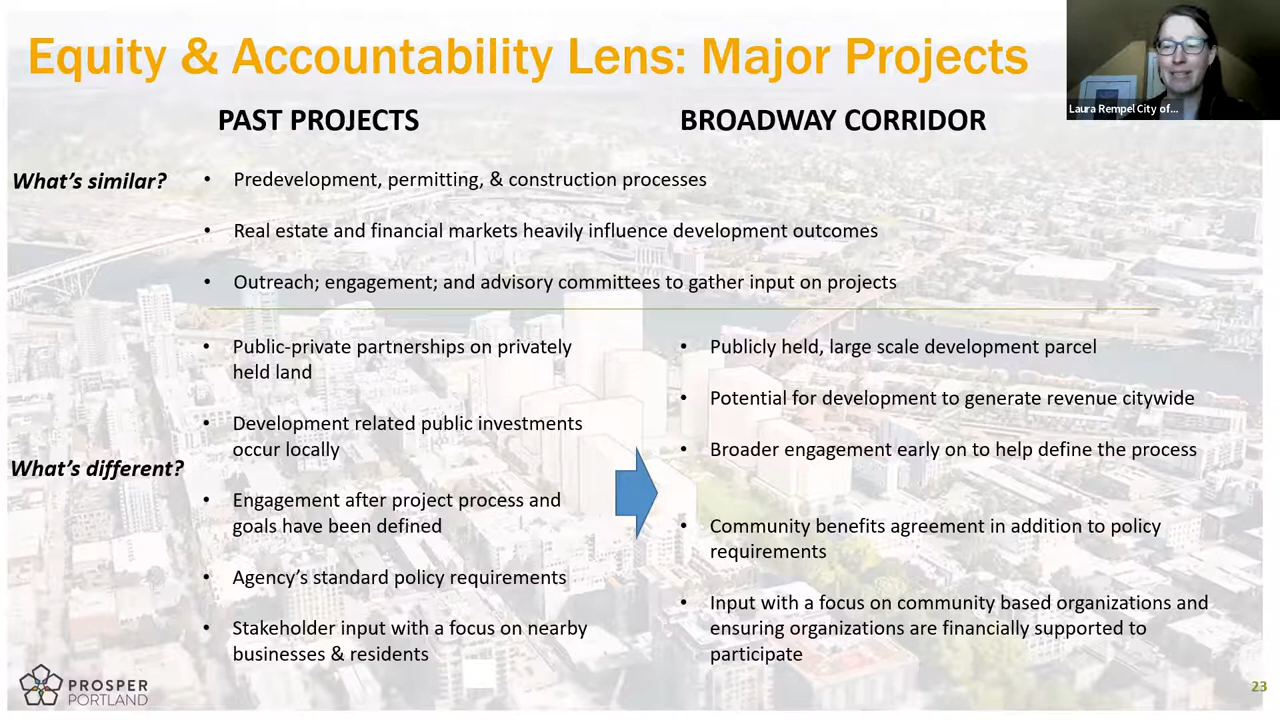 Equity & Accountability Lens: Major Projects
Laura Rempel City of...
PAST PROJECTS
BROADWAY CORRIDOR
What's similar?
• Predevelopment, permitting, & construction processes
• Real estate and financial markets heavily influence development outcomes
• Outreach; engagement; and advisory committees to gather input on projects
What's different?
• Public-private partnerships on privately
held land
• Development related public investments
occur locally
• Engagement after project process and
goals have been defined
• Agency's standard policy requirements
• Stakeholder input with a focus on nearby
businesses & residents
• Publicly held, large scale development parcel
• Potential for development to generate revenue citywide
• Broader engagement early on to help define the process
• Community benefits agreement in addition to policy
requirements
• Input with a focus on community based organizations and
ensuring organizations are financially supported to
participate
PROSPER
PORTLAND
23